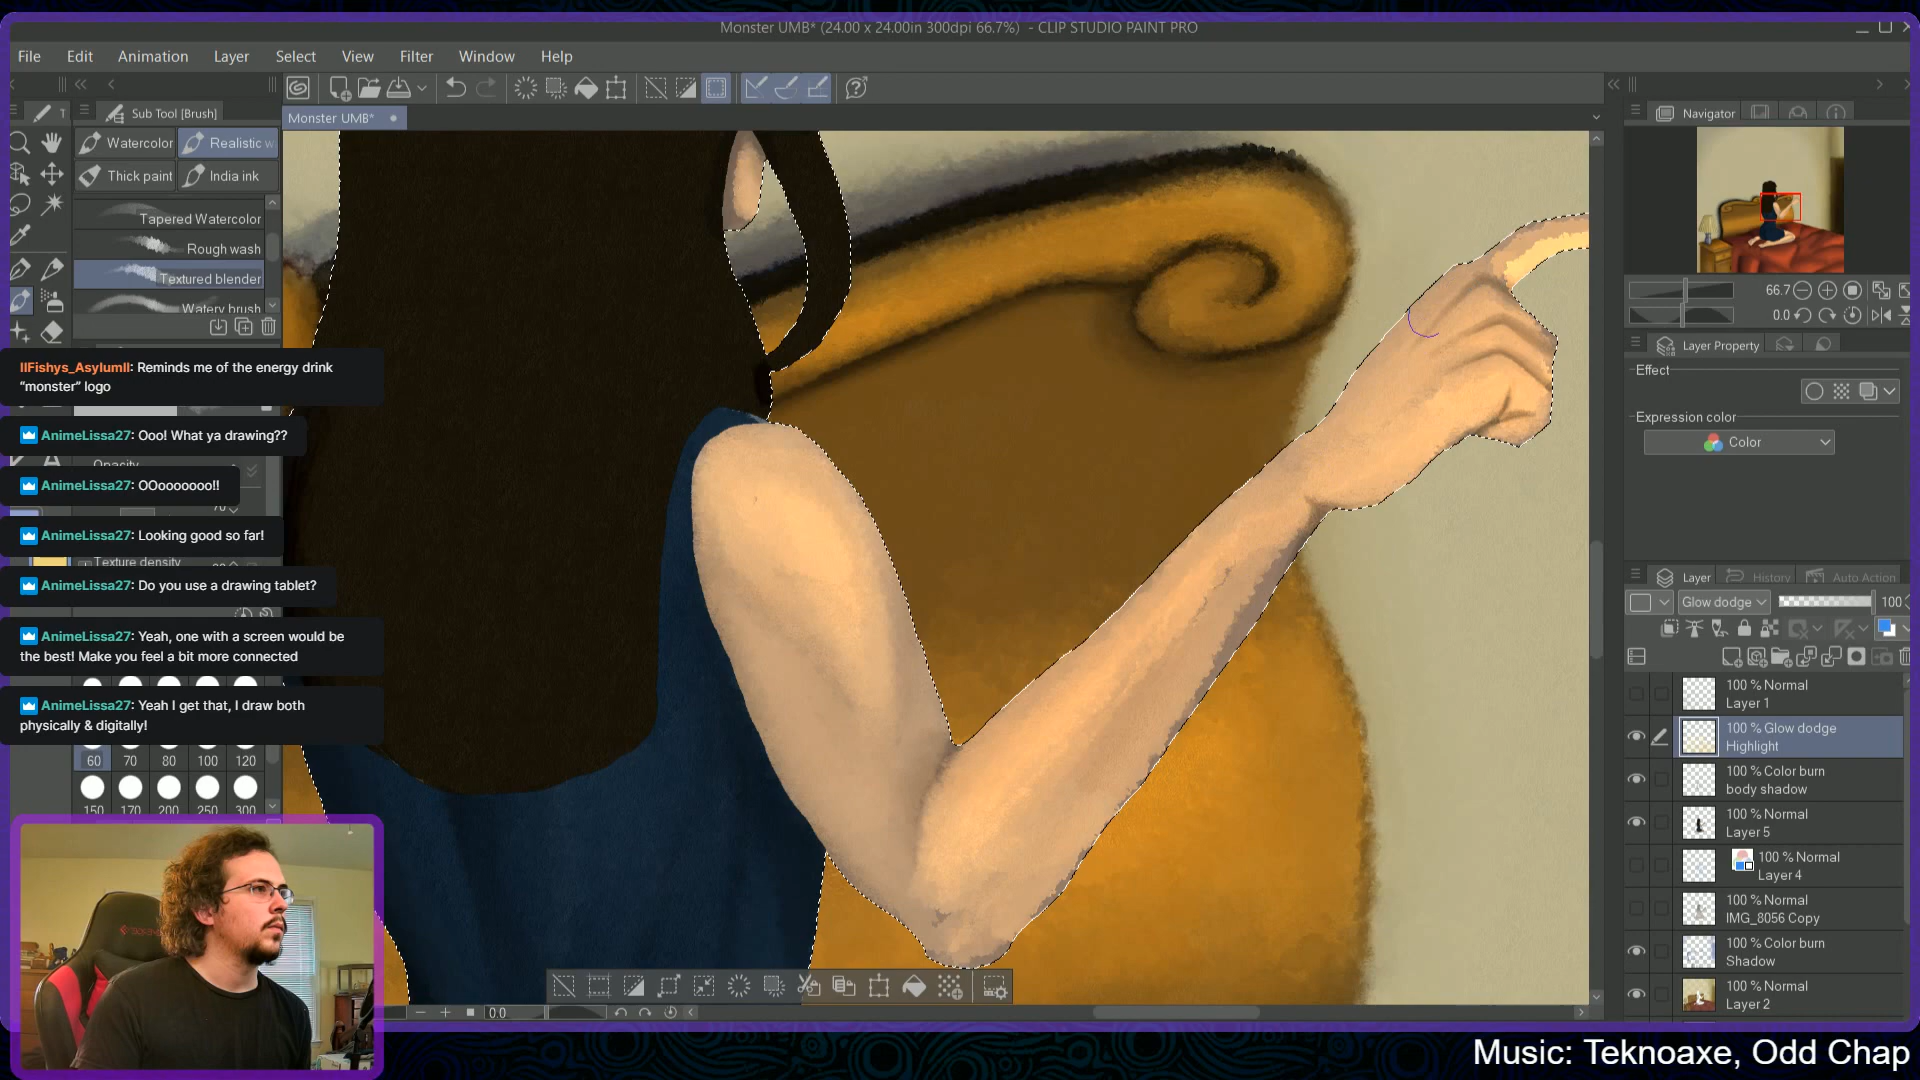 Monster UMB* (24.00 x 24.00in 300dpi 66.7%) - CLIP STUDIO PAINT PRO
File Edit Animation Layer Select View Filter Window Help
Sub Tool [Brush]
Monster UMB*
Navigator
Watercolor
Realistic w
Thick paint
India ink
Tapered Watercolor
Rough wash
Textured blender
Watery brush
66.7
0.0
Layer Property
Effect
Expression color
Color
IIFishys_AsylumII: Reminds me of the energy drink
“monster” logo
AnimeLissa27: Ooo! What ya drawing??
Opacity
AnimeLissa27: OOooooooo!!
AnimeLissa27: Looking good so far!
Texture density
AnimeLissa27: Do you use a drawing tablet?
AnimeLissa27: Yeah, one with a screen would be
the best! Make you feel a bit more connected
AnimeLissa27: Yeah I get that, I draw both
physically & digitally!
60 70 80 100 120
150 170 200 250 300
Layer History Auto Action
Glow dodge 100
100 % Normal
Layer 1
100 % Glow dodge
Highlight
100 % Color burn
body shadow
100 % Normal
Layer 5
100 % Normal
Layer 4
100 % Normal
IMG_8056 Copy
100 % Color burn
Shadow
100 % Normal
Layer 2
0.0
Music: Teknoaxe, Odd Chap